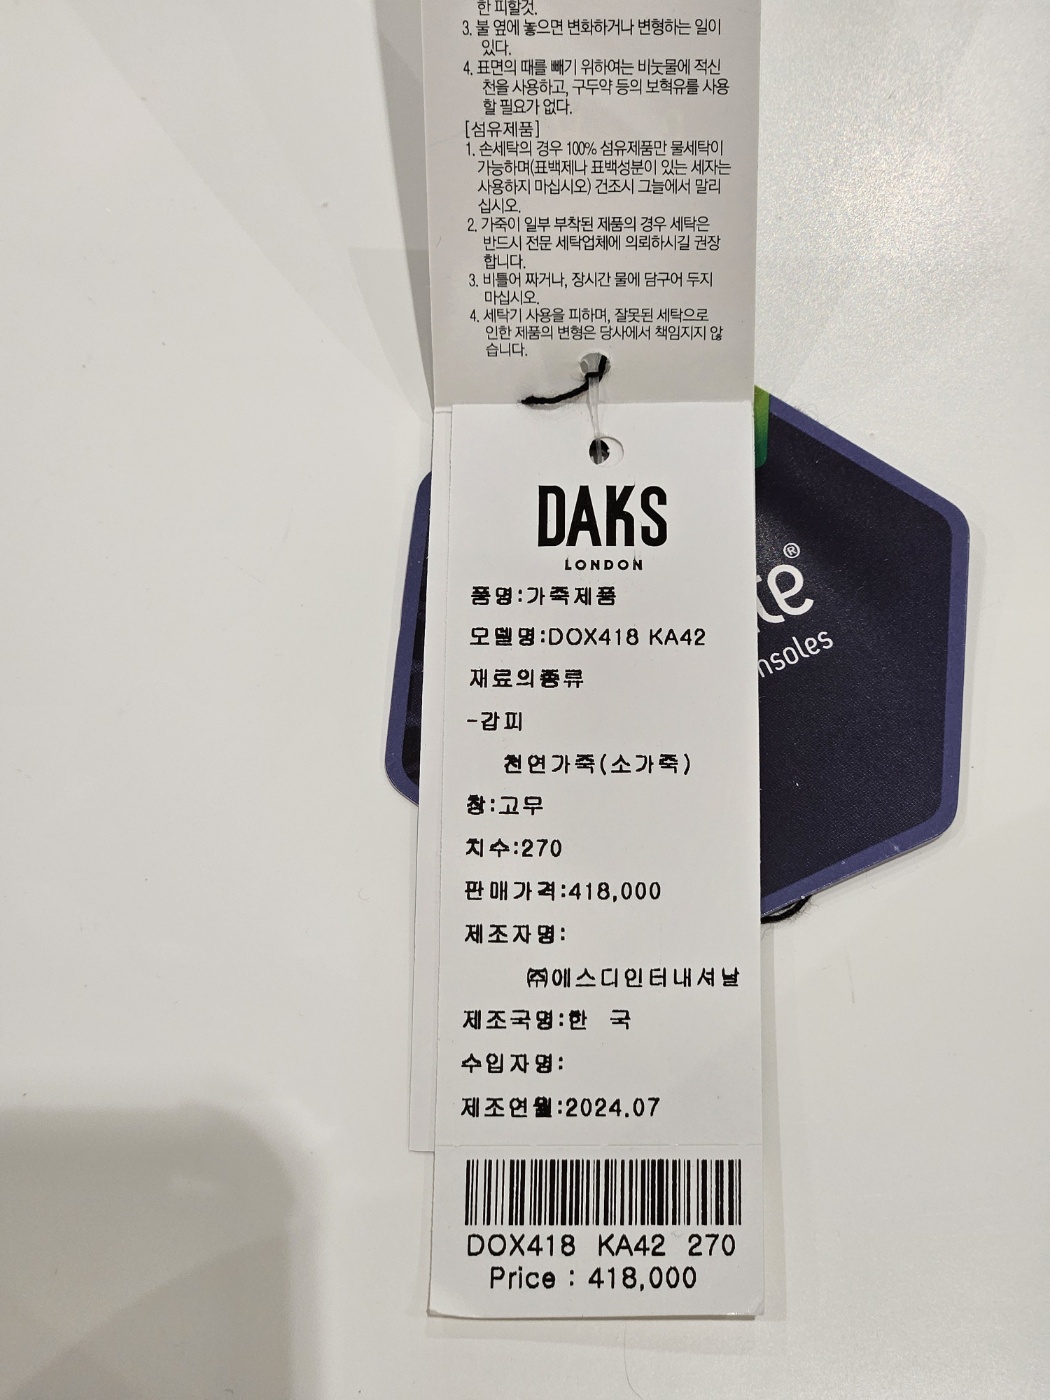 한 피할것.
3. 불 옆에 놓으면 변화하거나 변형하는 일이
있다.
4. 표면의 때를 빼기 위하여는 비눗물에 적신
천을 사용하고, 구두약 등의 보혁유를 사용
할 필요가 없다.
[섬유제품]
1. 손세탁의 경우 100% 섬유제품만 물세탁이
가능하며(표백제나 표백성분이 있는 세자는
사용하지 마십시오) 건조시 그늘에서 말리
십시오.
2. 가죽이 일부 부착된 제품의 경우 세탁은
반드시 전문 세탁업체에 의뢰하시길 권장
합니다.
3. 비틀어 짜거나, 장시간 물에 담구어 두지
마십시오.
4. 세탁기 사용을 피하며, 잘못된 세탁으로
인한 제품의 변형은 당사에서 책임지지 않
습니다.
DAKS
LONDON
품명:가죽제품
모델명:DOX418 KA42
재료의종류
-갑피
천연가죽(소가죽)
창:고무
치수:270
판매가격:418,000
제조자명:
㈜에스디인터내셔날
제조국명:한 국
수입자명:
제조연월:2024.07
DOX418 KA42 270
Price : 418,000
®
nsoles